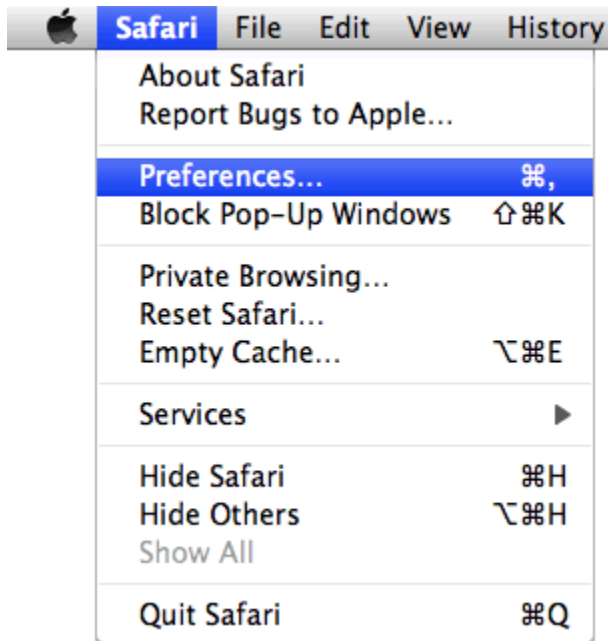 Safari File Edit View History
About Safari
Report Bugs to Apple...
Preferences... ⌘,
Block Pop-Up Windows ⇧⌘K
Private Browsing...
Reset Safari...
Empty Cache... ⌥⌘E
Services ▶
Hide Safari ⌘H
Hide Others ⌥⌘H
Show All
Quit Safari ⌘Q